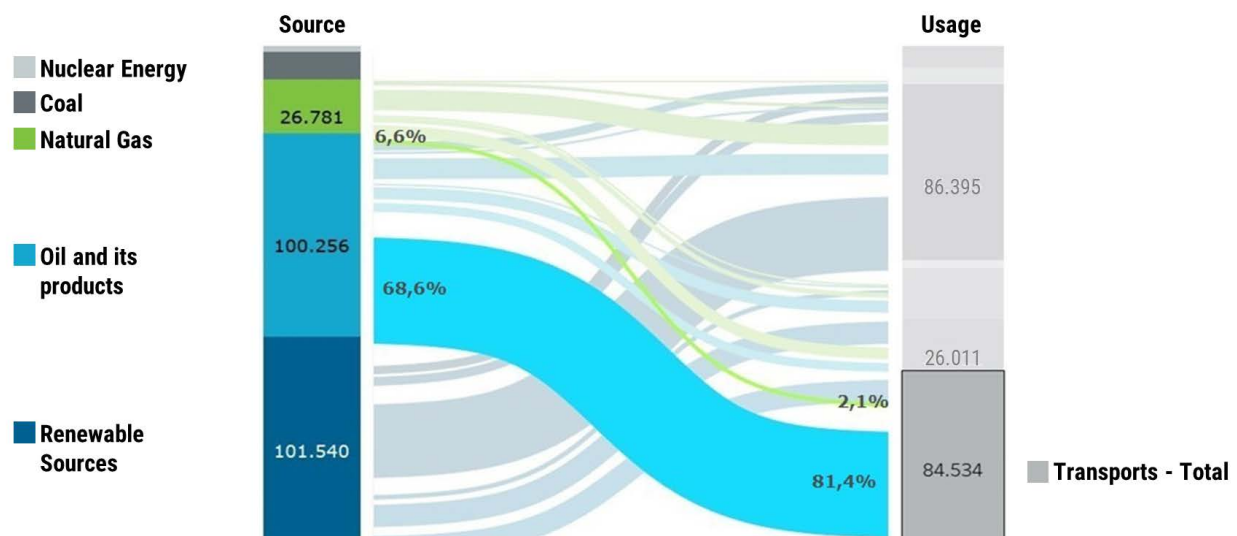 Source
Usage
Nuclear Energy
Coal
Natural Gas
26.781
6,6%
86.395
Oil and its
products
100.256
68,6%
26.011
2,1%
Renewable
Sources
101.540
81,4%
84.534
Transports - Total